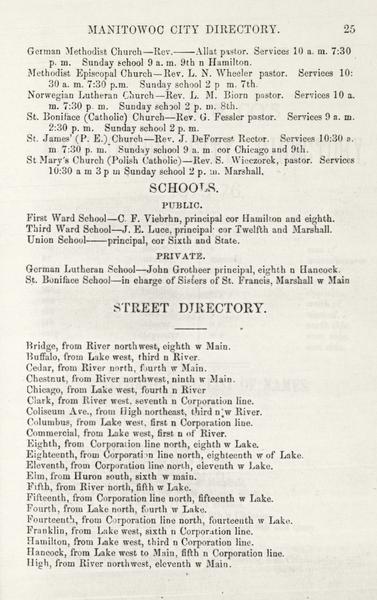 MANITOWOC CITY DIRECTORY. 25
German Methodist Church—Rev.——Allat pastor. Services 10 a. m. 7:30
p. m. Sunday school 9 a. m. 9th n Hamilton.
Methodist Episcopal Church—Rev. L. N. Wheeler pastor. Services 10:
30 a. m. 7:30 p.m. Sunday school 2 p m. 7th.
Norwegian Lutheran Church—Rev. L. M. Biorn pastor. Services 10 a.
m. 7:30 p. m. Sunday school 2 p. m. 8th.
St. Boniface (Catholic) Church—Rev. G. Fessler pastor. Services 9 a. m.
2:30 p. m. Sunday school 2 p. m.
St. James' (P. E.) Church—Rev. J. DeForrest Rector. Services 10:30 a.
m 7:30 p. m. Sunday school 9 a. m cor Chicago and 9th.
St Mary's Church (Polish Catholic)—Rev. S. Wieczorek, pastor. Services
10:30 a m 3 p m Sunday school 2 p. m. Marshall.
SCHOOLS.
PUBLIC.
First Ward School—C. F. Viebrhn, principal cor Hamilton and eighth.
Third Ward School—J. E. Luce, principal cor Twelfth and Marshall.
Union School——principal, cor Sixth and State.
PRIVATE.
German Lutheran School—John Grotheer principal, eighth n Hancock.
St. Boniface School—in charge of Sisters of St. Francis, Marshall w Main
STREET DIRECTORY.
Bridge, from River northwest, eighth w Main.
Buffalo, from Lake west, third n River.
Cedar, from River north, fourth w Main.
Chestnut, from River northwest, ninth w Main.
Chicago, from Lake west, fourth n River
Clark, from River west, seventh n Corporation line.
Coliseum Ave., from High northeast, third n w River.
Columbus, from Lake west, first n Corporation line.
Commercial, from Lake west, first n of River.
Eighth, from Corporation line north, eighth w Lake.
Eighteenth, from Corporation line north, eighteenth w of Lake.
Eleventh, from Corporation line north, eleventh w Lake.
Elm, from Huron south, sixth w main.
Fifth, from River north, fifth w Lake.
Fifteenth, from Corporation line north, fifteenth w Lake.
Fourth, from Lake north, fourth w Lake.
Fourteenth, from Corporation line north, fourteenth w Lake.
Franklin, from Lake west, sixth n Corporation line.
Hamilton, from Lake west, third n Corporation line.
Hancock, from Lake west to Main, fifth n Corporation line.
High, from River northwest, eleventh w Main.